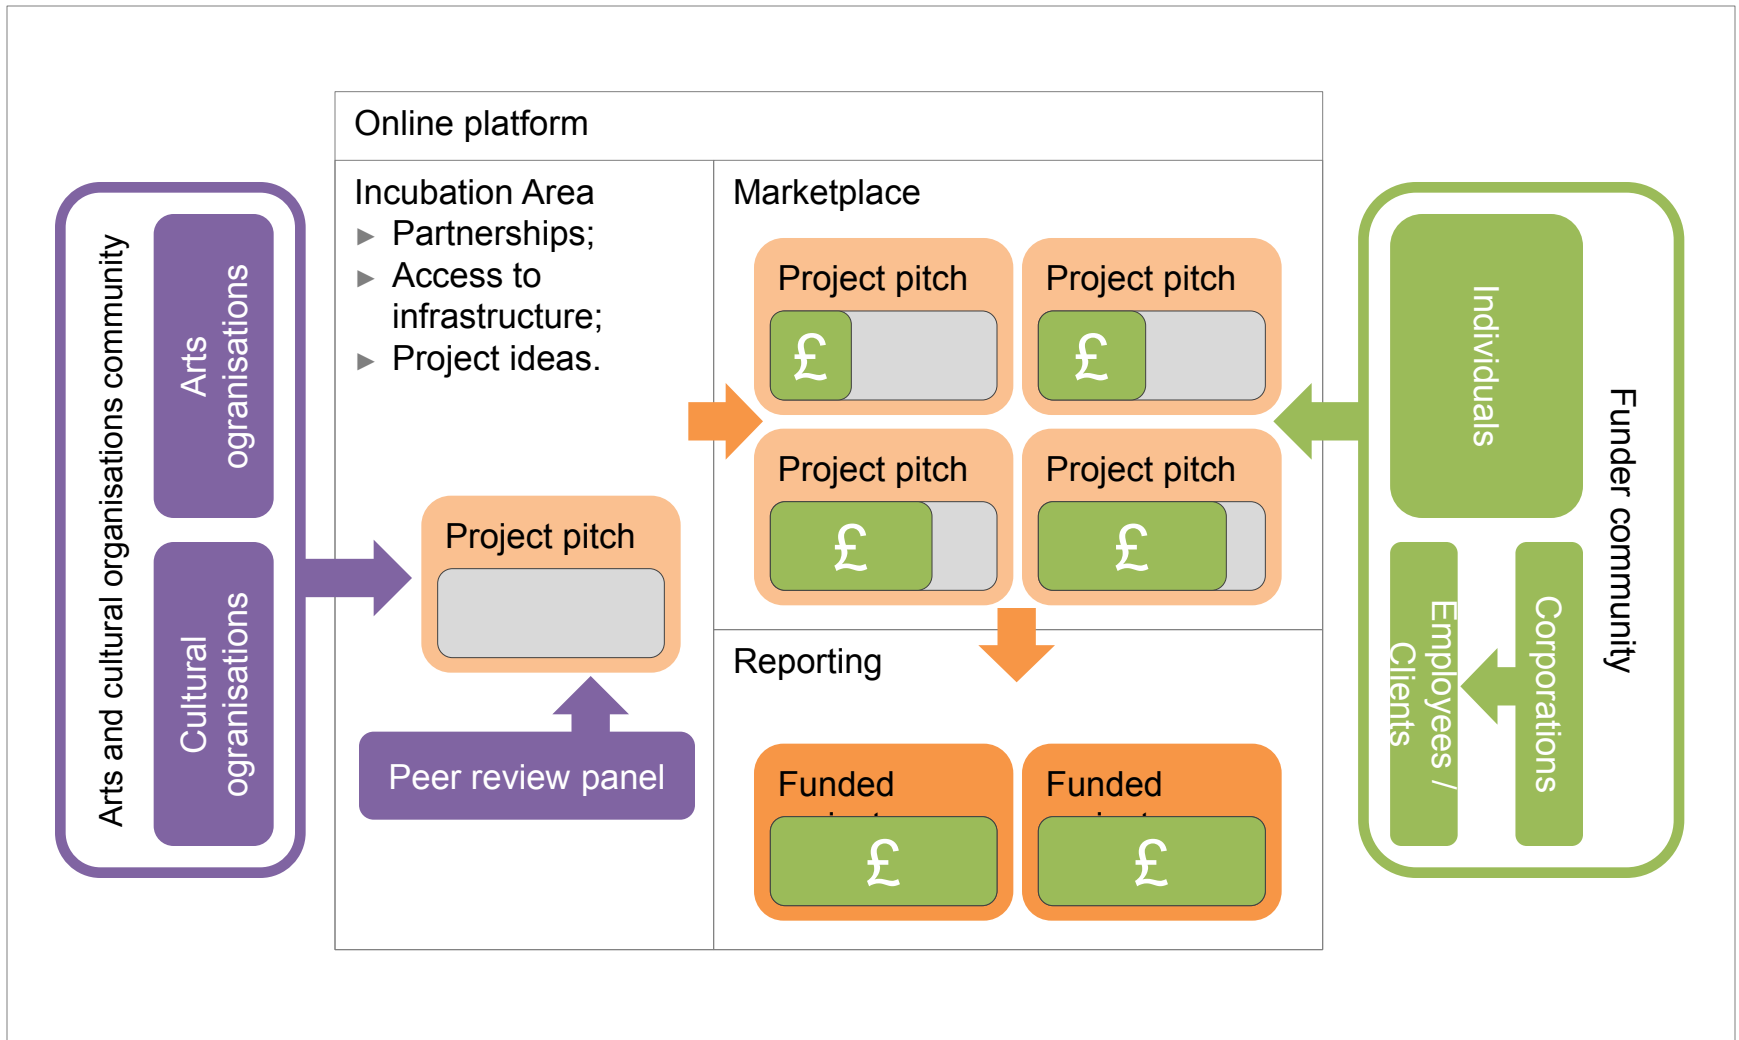 Online platform
Arts and cultural organisations community
Arts
ogranisations
Cultural
ogranisations
Incubation Area
► Partnerships;
► Access to
infrastructure;
► Project ideas.
Project pitch
Peer review panel
Marketplace
Project pitch
£
Project pitch
£
Project pitch
£
Project pitch
£
Reporting
Funded
£
Funded
£
Individuals
Employees /
Clients
Corporations
Funder community